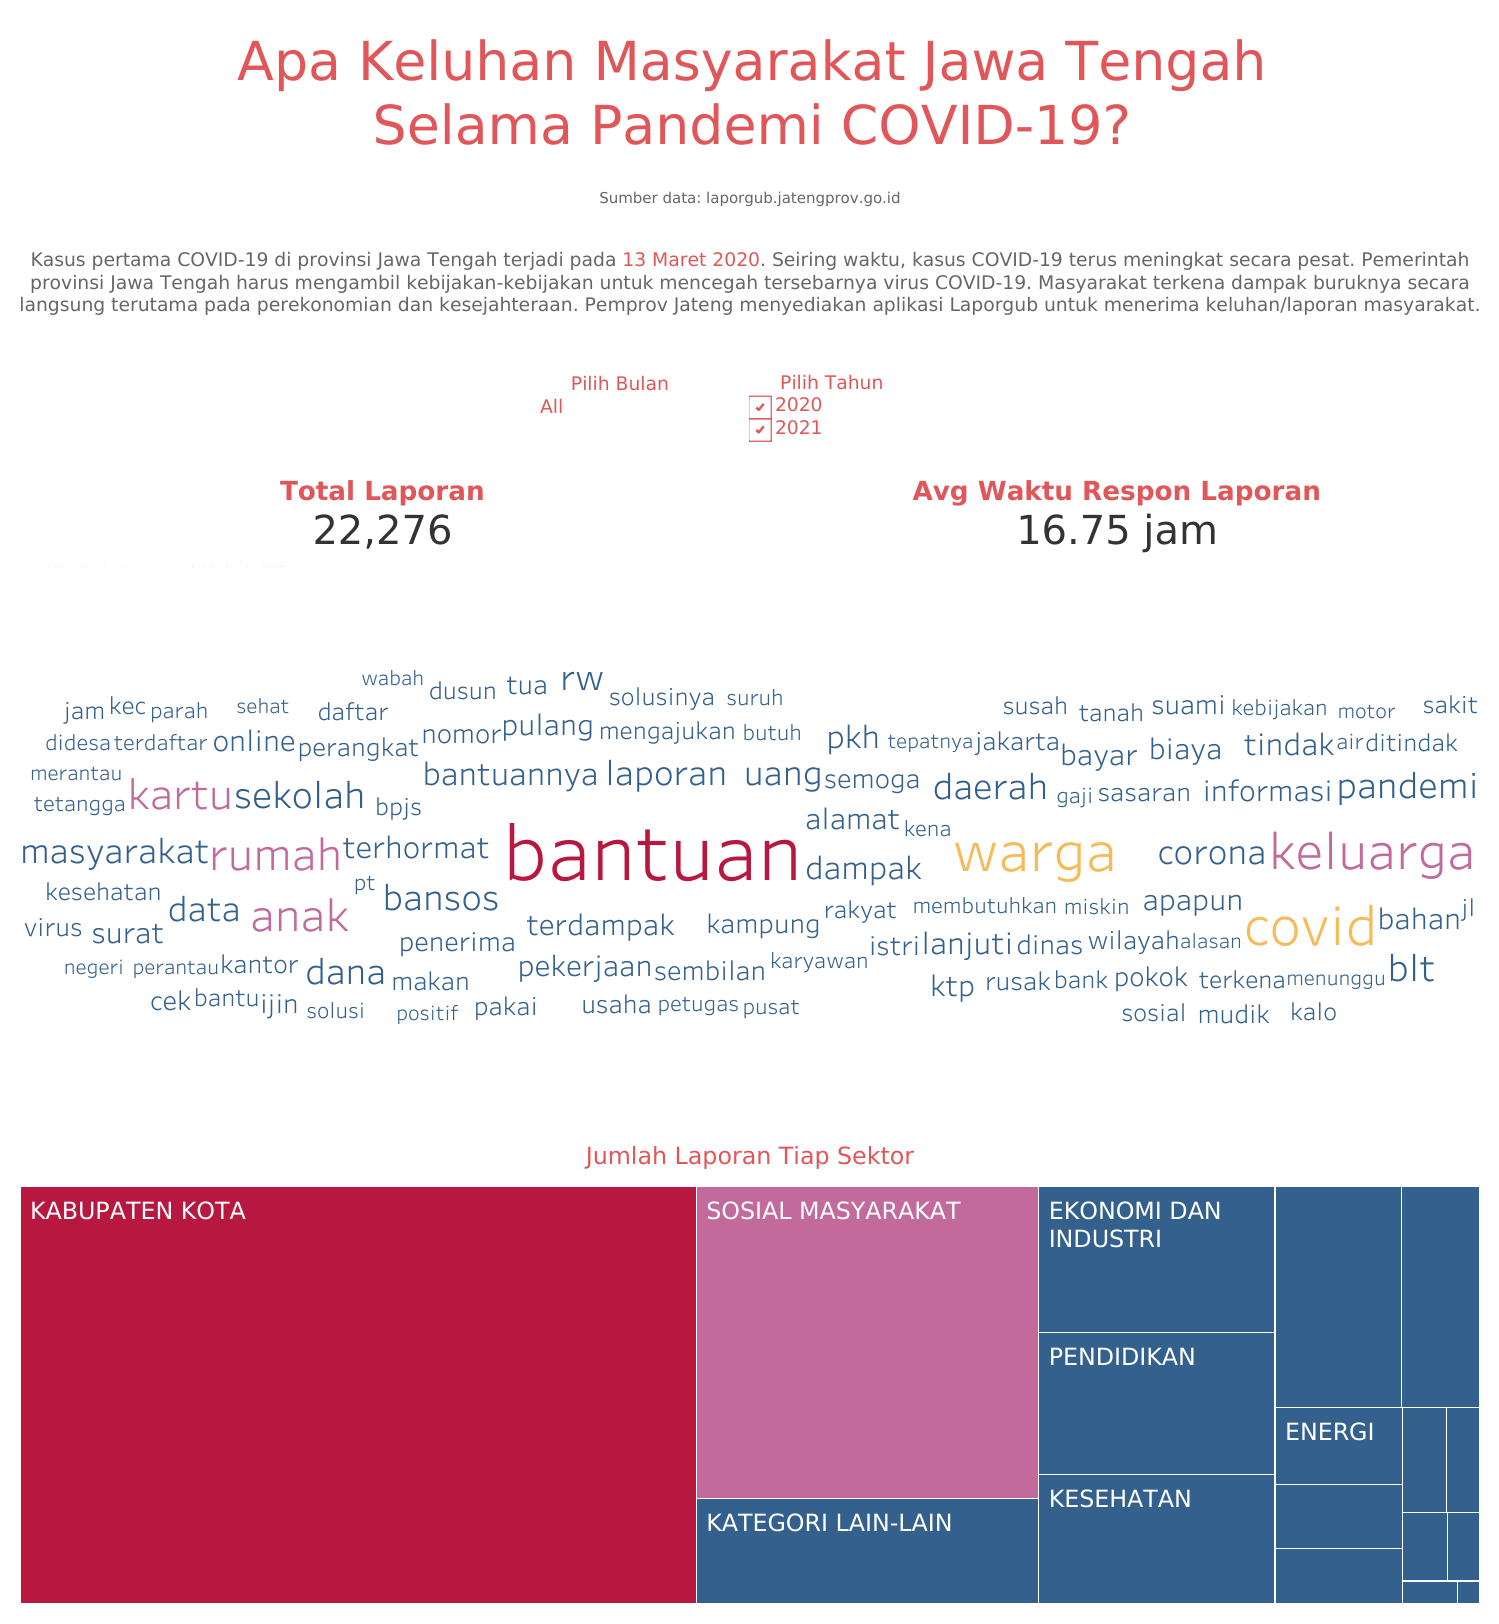 Apa Keluhan Masyarakat Jawa Tengah
Selama Pandemi COVID-19?
Sumber data: laporgub.jatengprov.go.id
Kasus pertama COVID-19 di provinsi Jawa Tengah terjadi pada 13 Maret 2020. Seiring waktu, kasus COVID-19 terus meningkat secara pesat. Pemerintah
provinsi Jawa Tengah harus mengambil kebijakan-kebijakan untuk mencegah tersebarnya virus COVID-19. Masyarakat terkena dampak buruknya secara
langsung terutama pada perekonomian dan kesejahteraan. Pemprov Jateng menyediakan aplikasi Laporgub untuk menerima keluhan/laporan masyarakat.
Pilih Bulan
All
Pilih Tahun
2020
2021
Total Laporan
22,276
Avg Waktu Respon Laporan
16.75 jam
wabah dusun tua rw solusinya suruh
jam kec parah sehat daftar susah tanah suami kebijakan motor sakit
didesa terdaftar online perangkat nomor pulang mengajukan butuh pkh tepatnya jakarta bayar biaya tindak air ditindak
merantau bantuannya laporan uang semoga daerah gaji sasaran informasi pandemi
tetangga kartu sekolah bpjs alamat kena
masyarakat rumah terhormat bantuan dampak warga corona keluarga
kesehatan data anak pt bansos rakyat membutuhkan miskin apapun jl
virus surat penerima terdampak kampung istri lanjuti dinas wilayah alasan covid bahan
negeri perantau kantor dana makan pekerjaan sembilan karyawan ktp rusak bank pokok terkena menunggu blt
cek bantu ijin solusi positif pakai usaha petugas pusat sosial mudik kalo
Jumlah Laporan Tiap Sektor
KABUPATEN KOTA
SOSIAL MASYARAKAT
KATEGORI LAIN-LAIN
EKONOMI DAN
INDUSTRI
PENDIDIKAN
KESEHATAN
ENERGI